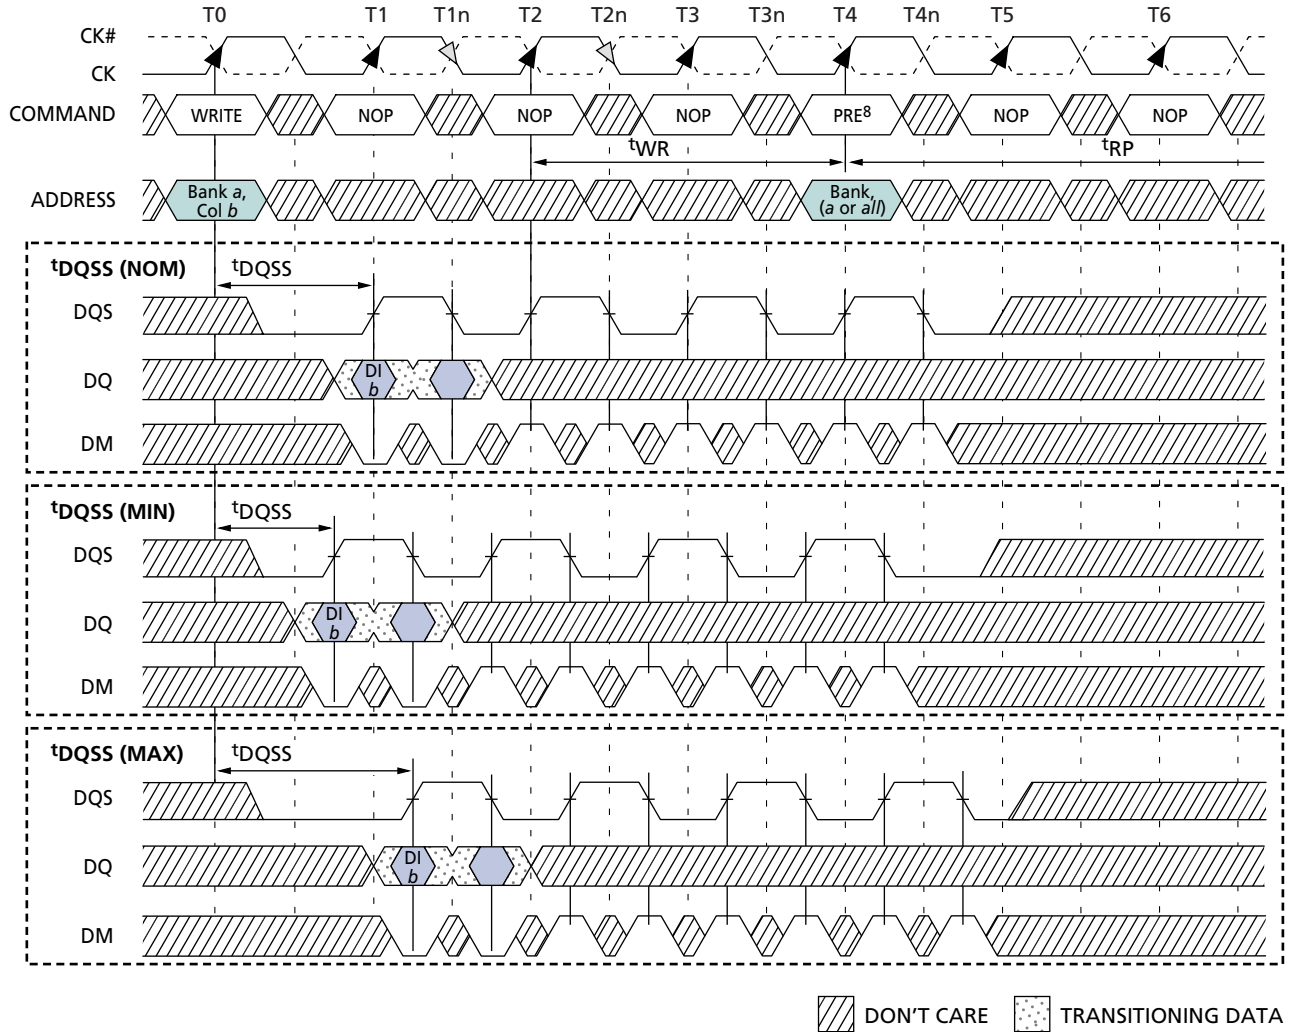 T0 T1 T1n T2 T2n T3 T3n T4 T4n T5 T6
CK#
CK
COMMAND WRITE NOP NOP NOP PRE8 NOP NOP
tWR tRP
ADDRESS Bank a, Col b Bank, (a or all)
tDQSS (NOM) tDQSS
DQS
DQ DI b
DM
tDQSS (MIN) tDQSS
DQS
DQ DI b
DM
tDQSS (MAX) tDQSS
DQS
DQ DI b
DM
DON'T CARE TRANSITIONING DATA